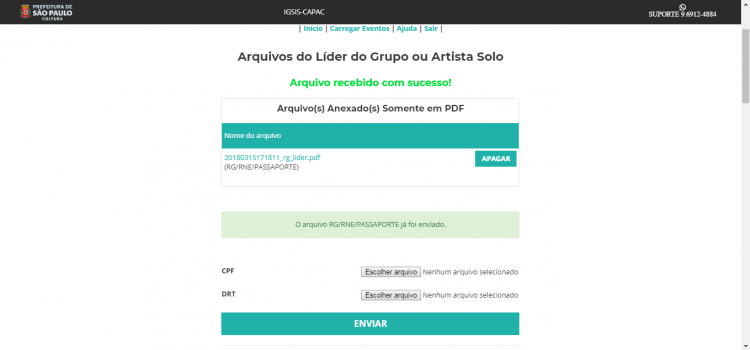 PREFEITURA DE
SÃO PAULO
CULTURA
IGSIS-CAPAC
SUPORTE 9.6912-4884
| Início | Carregar Eventos | Ajuda | Sair |
Arquivos do Líder do Grupo ou Artista Solo
Arquivo recebido com sucesso!
Arquivo(s) Anexado(s) Somente em PDF
Nome do arquivo
20180315171811_rg_lider.pdf
(RG/RNE/PASSAPORTE)
APAGAR
O arquivo RG/RNE/PASSAPORTE já foi enviado.
CPF
Escolher arquivo Nenhum arquivo selecionado
DRT
Escolher arquivo Nenhum arquivo selecionado
ENVIAR